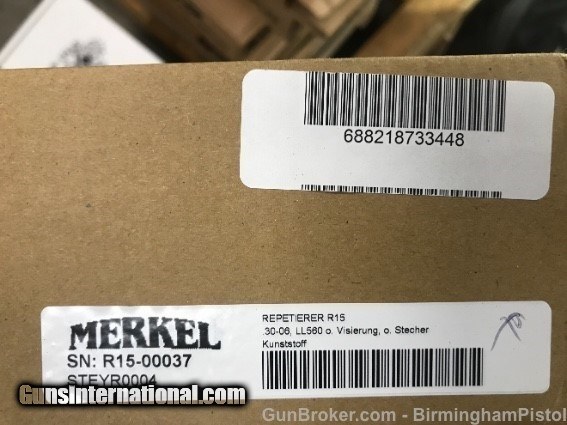 688218733448
MERKEL
SN: R15-00037
STEYR0004
REPETIERER R15
.30-06, LL560 o. Visierung, o. Stecher
Kunststoff
GunsInternational.com
GunBroker.com - BirminghamPistol